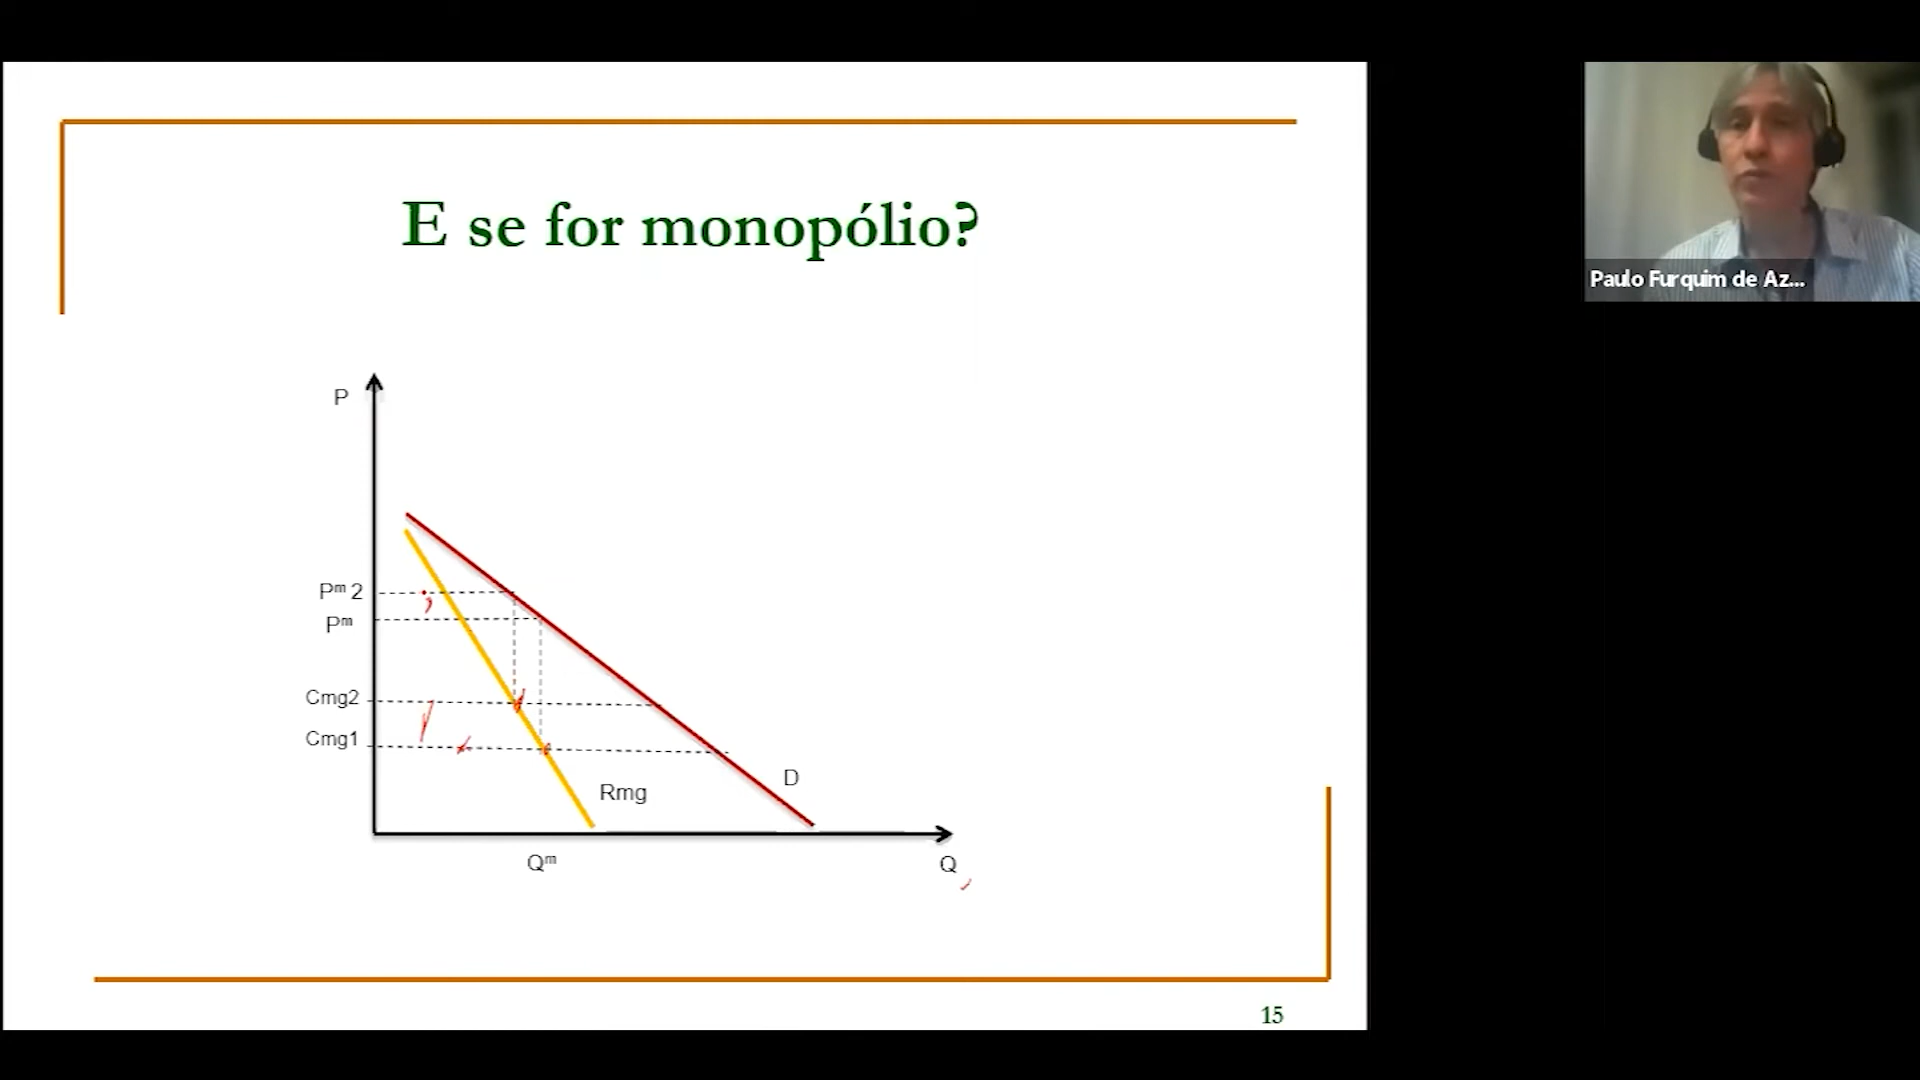 E se for monopólio?
P
Pᵐ 2
Pᵐ
Cmg2
Cmg1
Rmg
D
Qᵐ
Q
15
Paulo Furquim de Az...